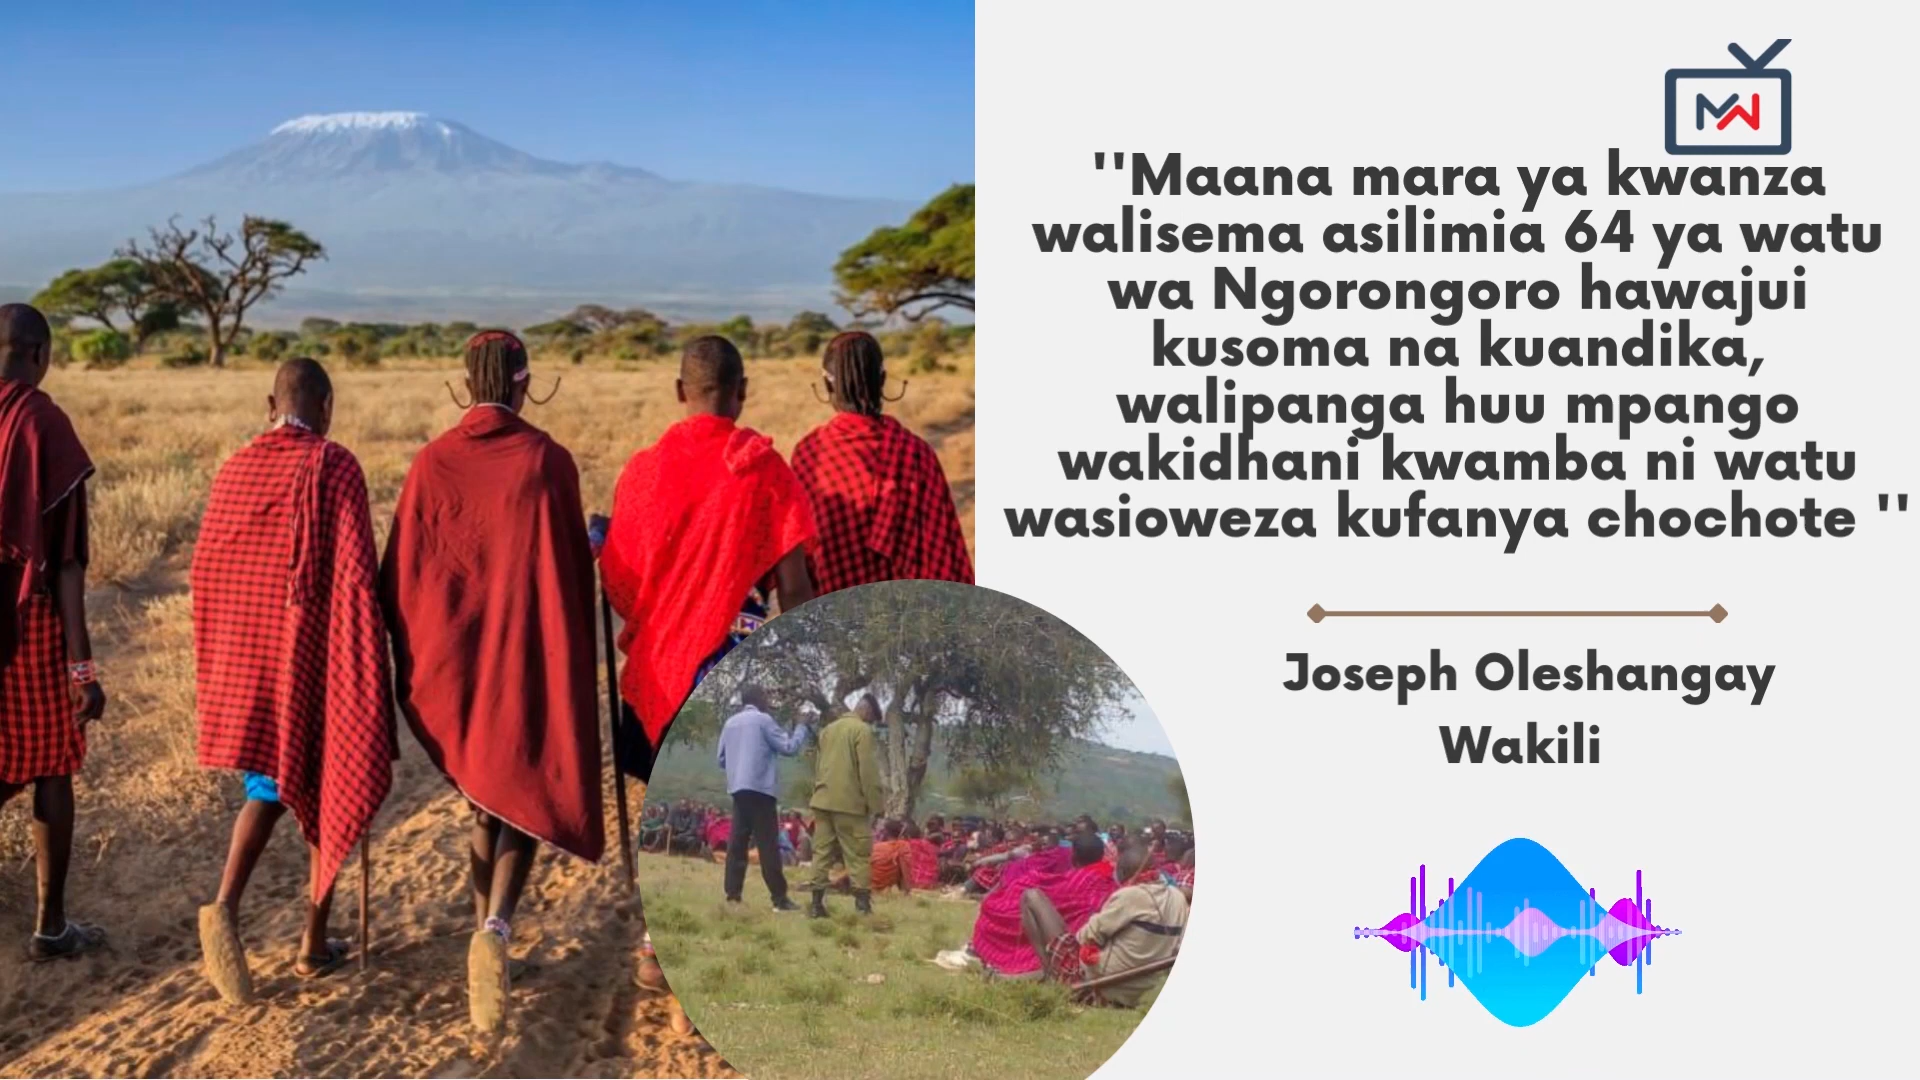 MW
''Maana mara ya kwanza
walisema asilimia 64 ya watu
wa Ngorongoro hawajui
kusoma na kuandika,
walipanga huu mpango
wakidhani kwamba ni watu
wasioweza kufanya chochote ''
Joseph Oleshangay
Wakili